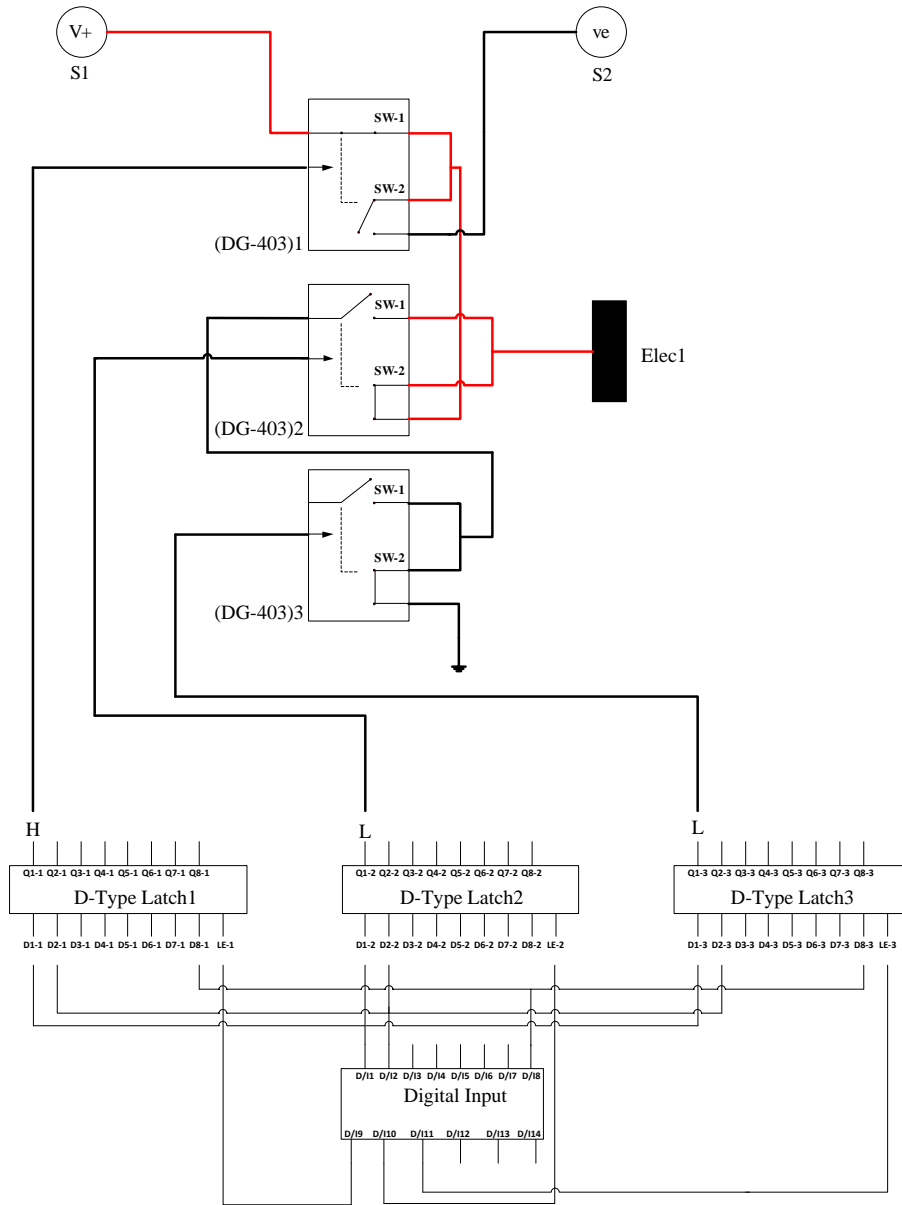 V+
ve
S1
S2
SW-1
SW-2
(DG-403)1
SW-1
SW-2
(DG-403)2
Elec1
SW-1
SW-2
(DG-403)3
H
L
L
Q1-1 Q2-1 Q3-1 Q4-1 Q5-1 Q6-1 Q7-1 Q8-1
D-Type Latch1
D1-1 D2-1 D3-1 D4-1 D5-1 D6-1 D7-1 D8-1 LE-1
Q1-2 Q2-2 Q3-2 Q4-2 Q5-2 Q6-2 Q7-2 Q8-2
D-Type Latch2
D1-2 D2-2 D3-2 D4-2 D5-2 D6-2 D7-2 D8-2 LE-2
Q1-3 Q2-3 Q3-3 Q4-3 Q5-3 Q6-3 Q7-3 Q8-3
D-Type Latch3
D1-3 D2-3 D3-3 D4-3 D5-3 D6-3 D7-3 D8-3 LE-3
D/I1 D/I2 D/I3 D/I4 D/I5 D/I6 D/I7 D/I8
Digital Input
D/I9 D/I10 D/I11 D/I12 D/I13 D/I14